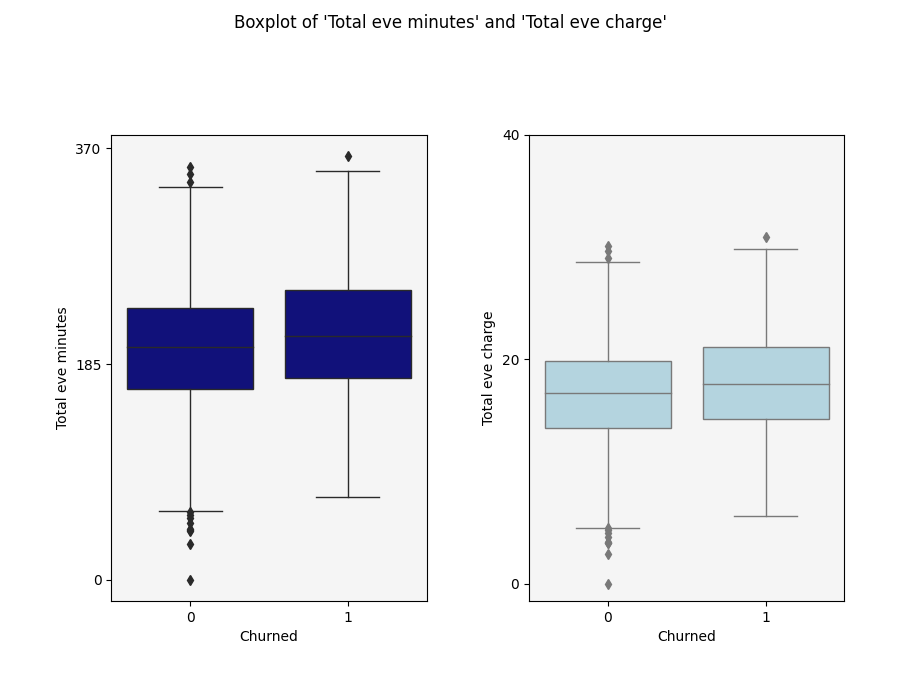 Boxplot of 'Total eve minutes' and 'Total eve charge'
370
185
0
Total eve minutes
0 1
Churned
40
20
0
Total eve charge
0 1
Churned